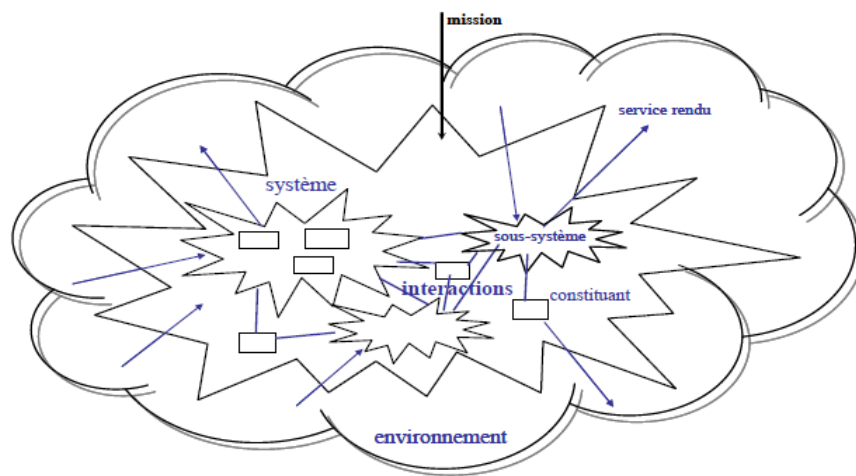 mission
service rendu
système
sous-système
interactions
constituant
environnement